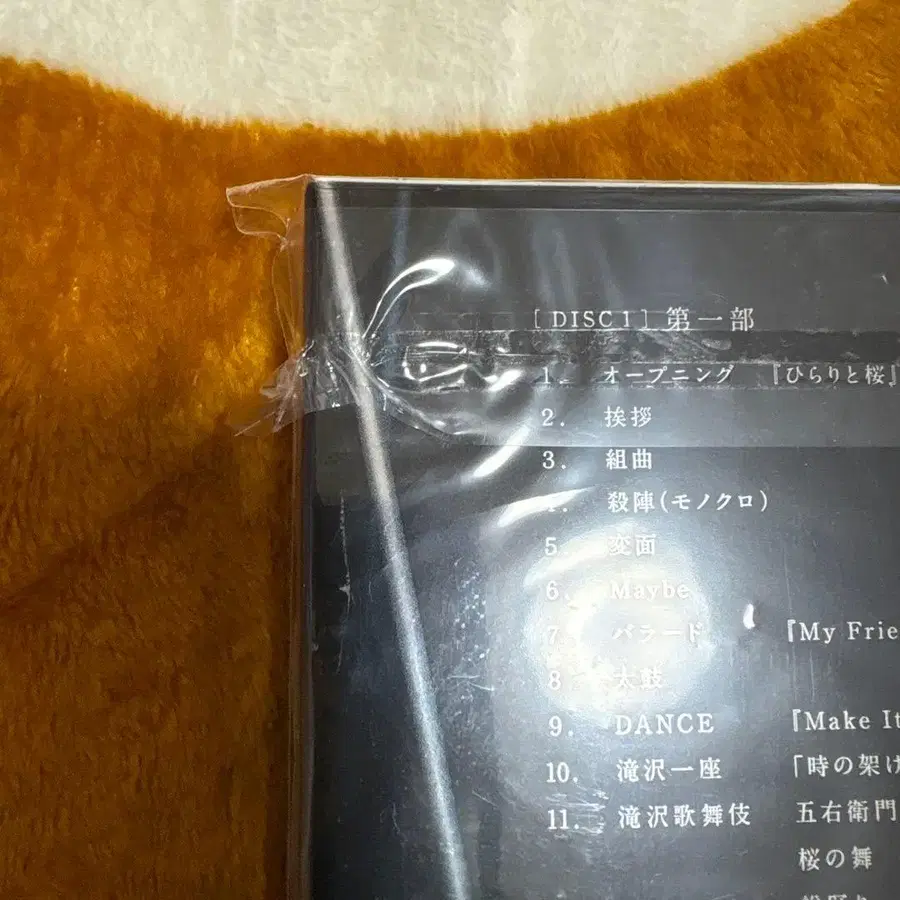 [ DISC 1 ] 第一部
1. オープニング 『ひらりと桜』
2. 挨拶
3. 組曲
4. 殺陣(モノクロ)
5. 変面
6. Maybe
7. バラード 『My Frie
8. 太鼓
9. DANCE 『Make It
10. 滝沢一座 「時の架け
11. 滝沢歌舞伎 五右衛門
桜の舞